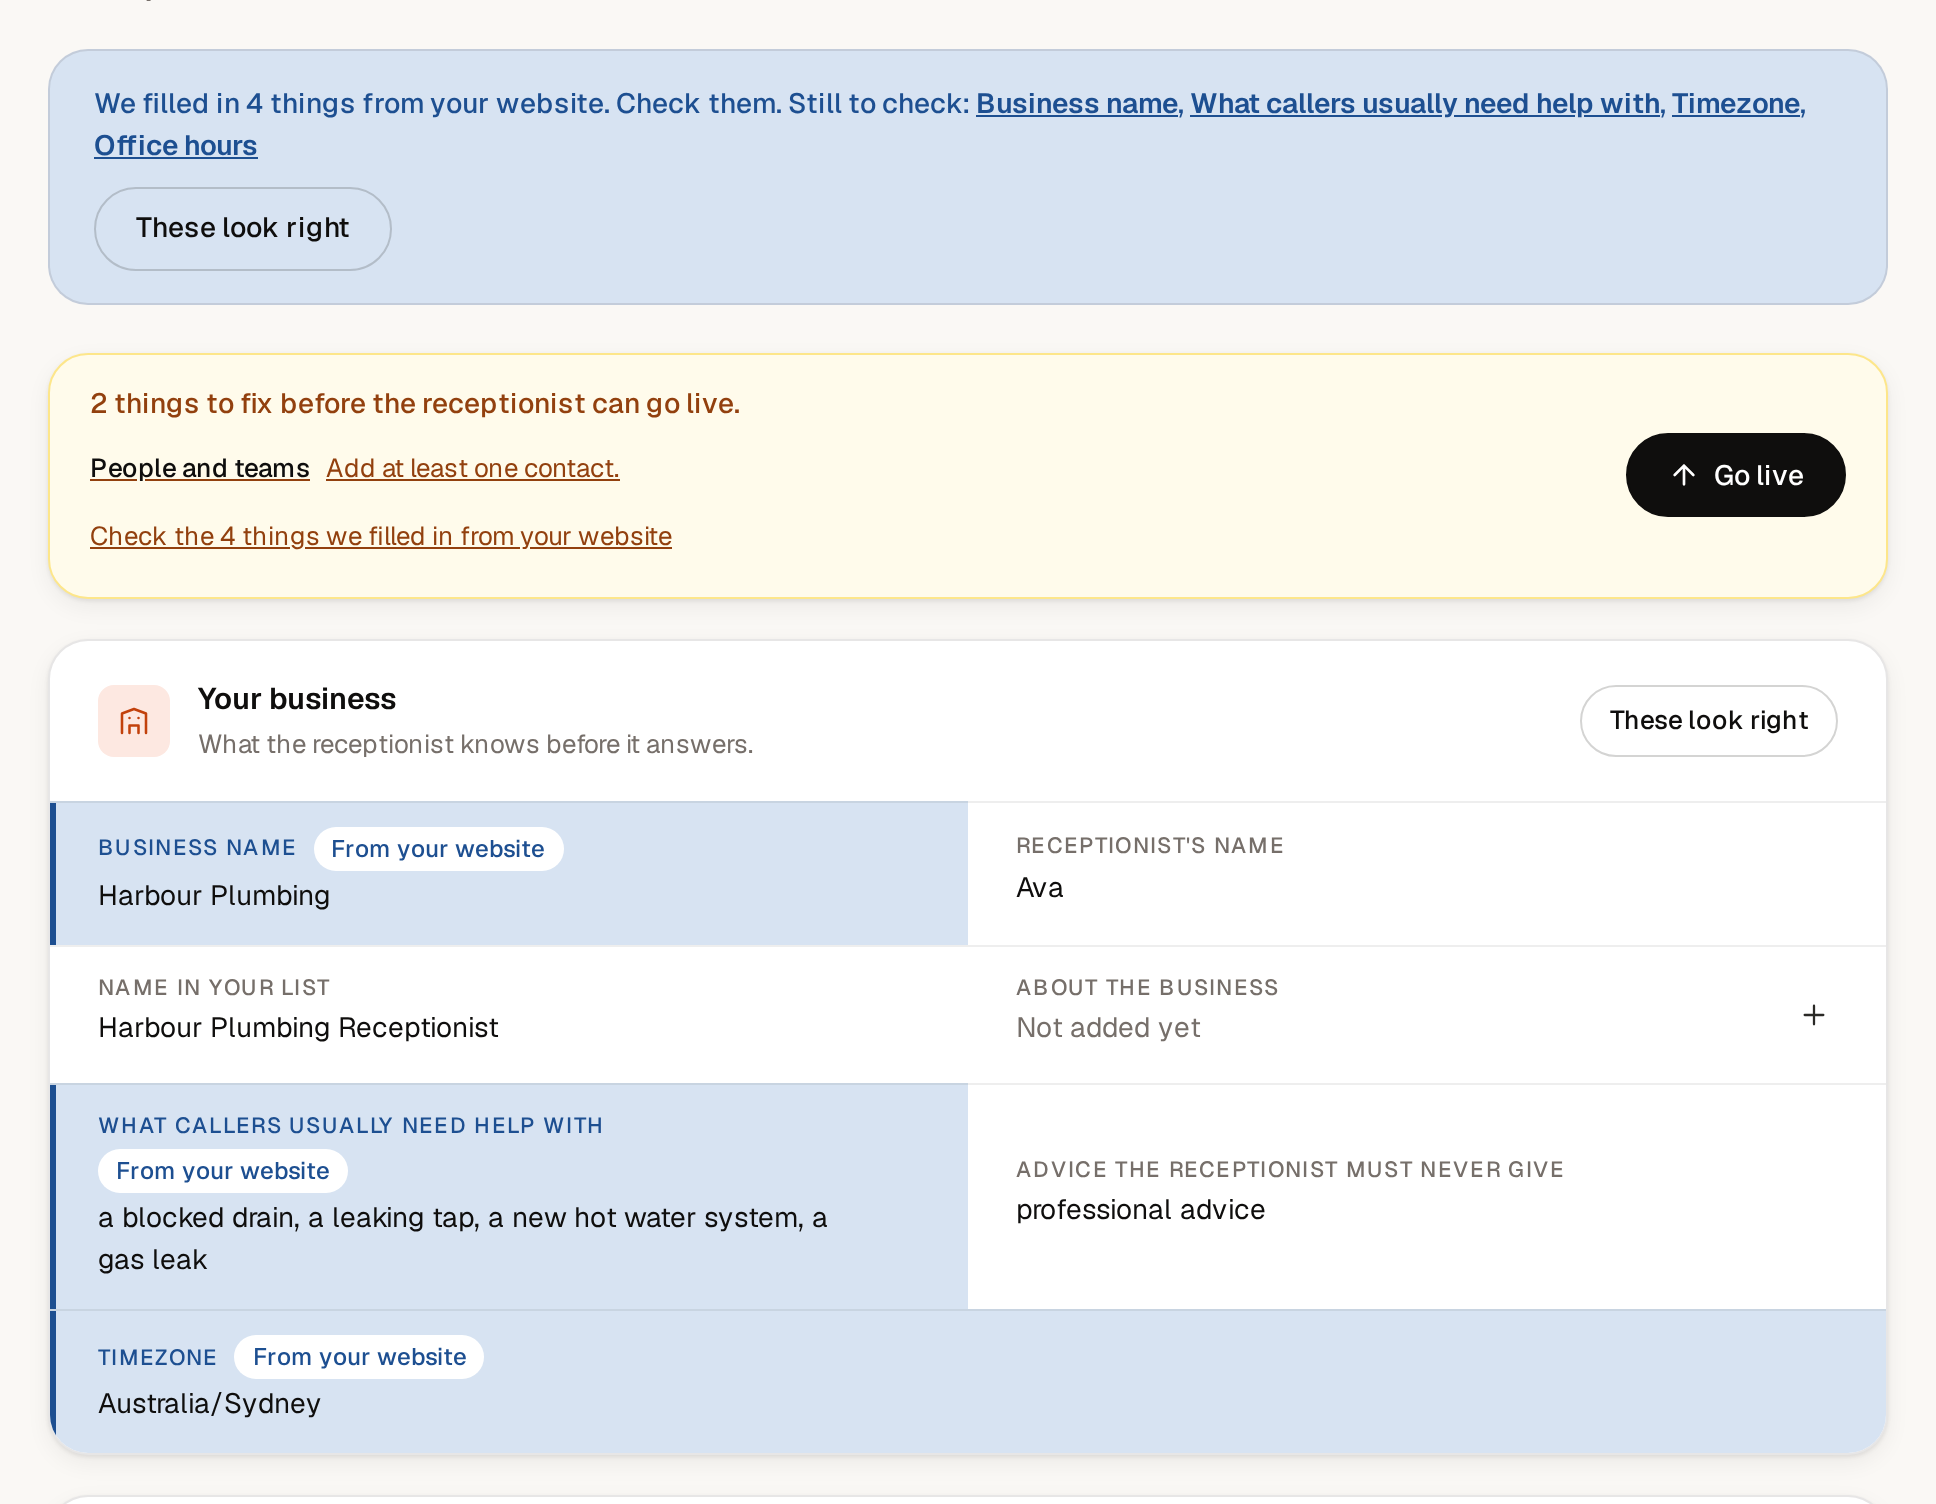 We filled in 4 things from your website. Check them. Still to check: Business name, What callers usually need help with, Timezone,
Office hours
These look right
2 things to fix before the receptionist can go live.
People and teams Add at least one contact.
Go live
Check the 4 things we filled in from your website
Your business
What the receptionist knows before it answers.
These look right
BUSINESS NAME From your website
Harbour Plumbing
RECEPTIONIST'S NAME
Ava
NAME IN YOUR LIST
Harbour Plumbing Receptionist
ABOUT THE BUSINESS
Not added yet
WHAT CALLERS USUALLY NEED HELP WITH
From your website
a blocked drain, a leaking tap, a new hot water system, a
gas leak
ADVICE THE RECEPTIONIST MUST NEVER GIVE
professional advice
TIMEZONE From your website
Australia/Sydney